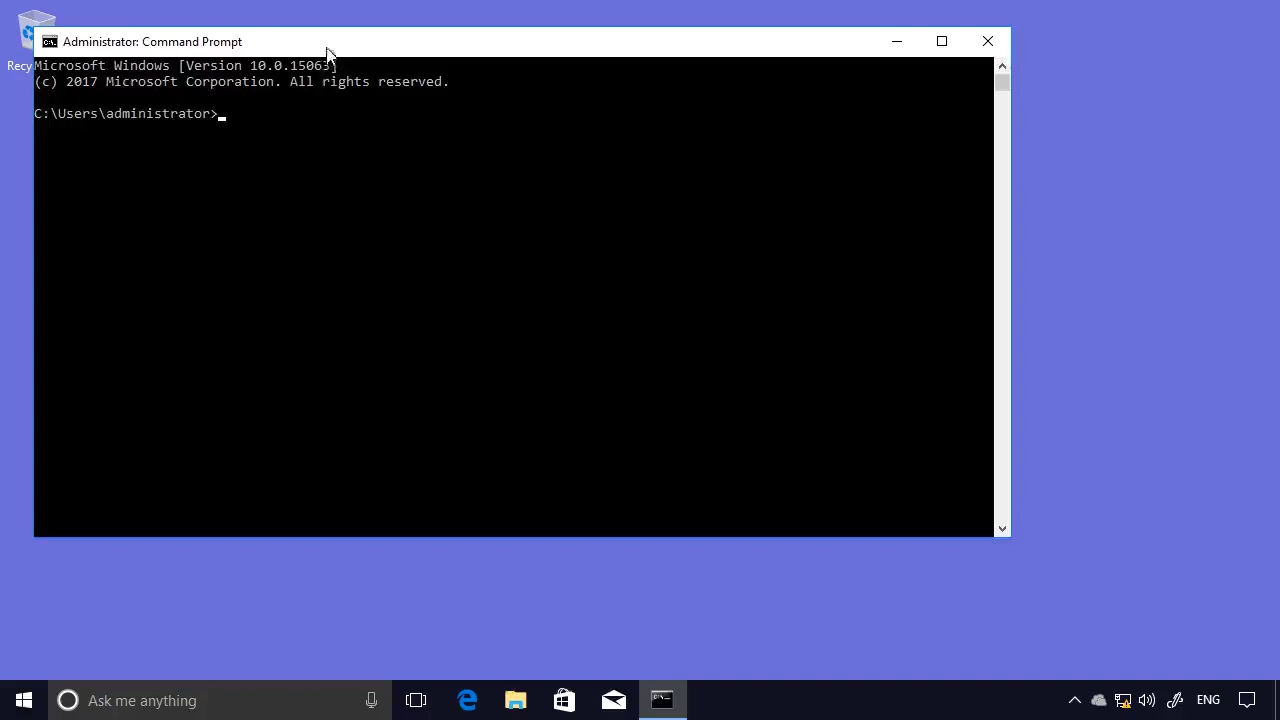 Recy
Administrator: Command Prompt
Microsoft Windows [Version 10.0.15063]
(c) 2017 Microsoft Corporation. All rights reserved.
C:\Users\administrator>
Ask me anything
ENG